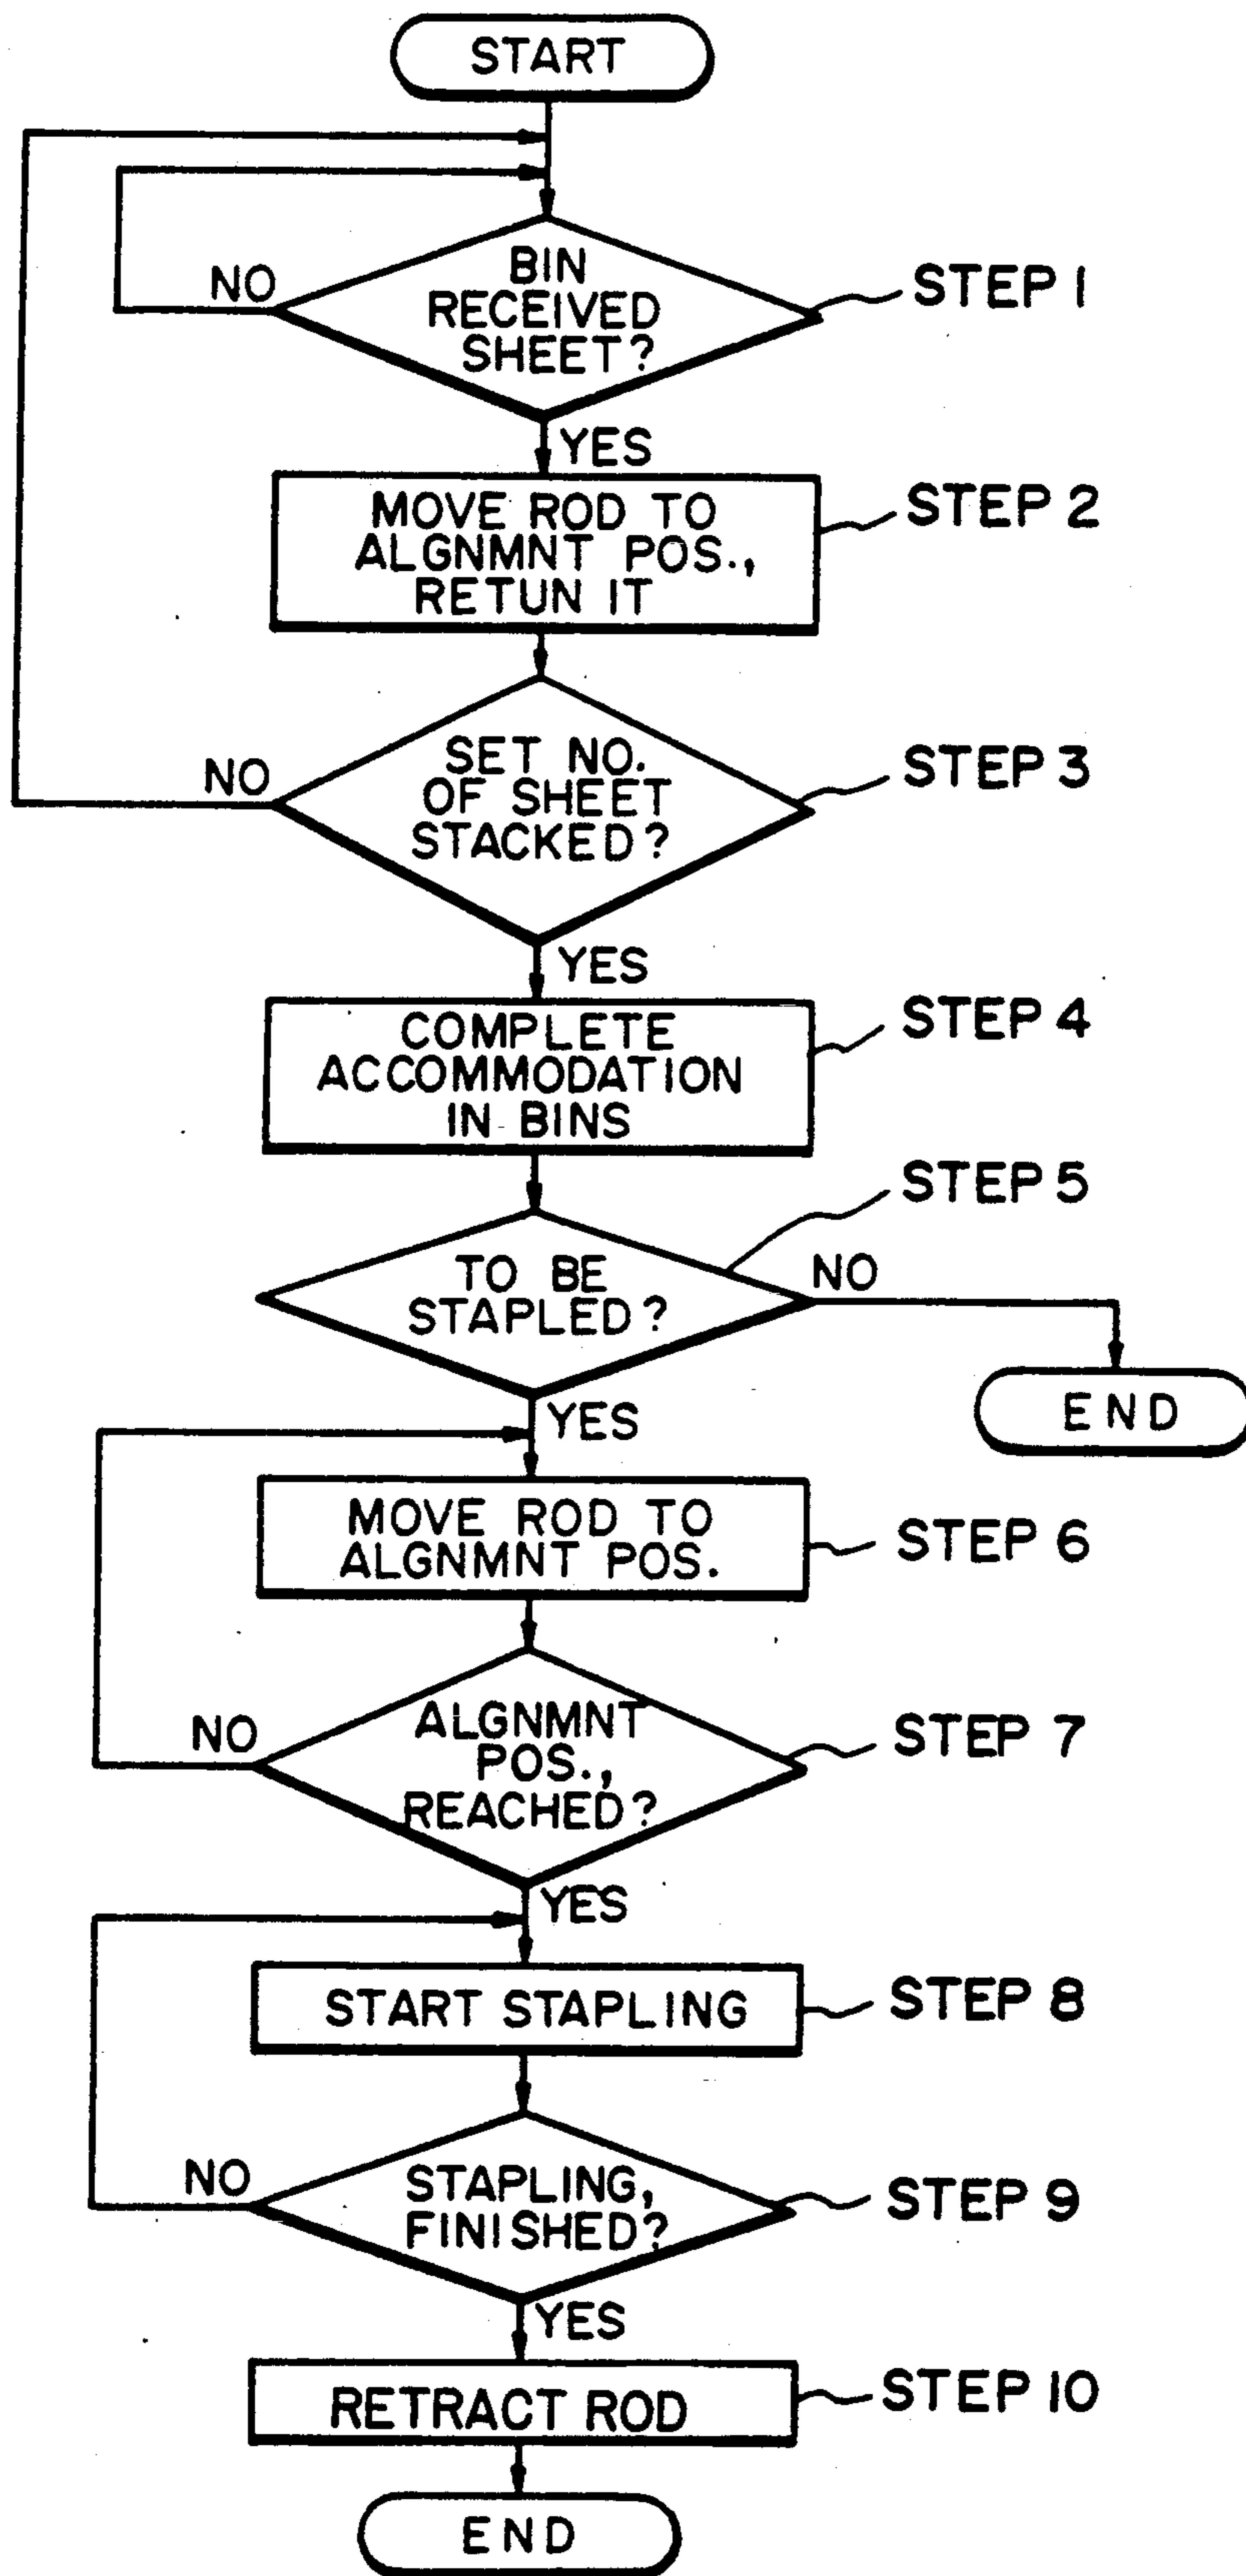 START
BIN
RECEIVED
SHEET?
NO
STEP 1
YES
MOVE ROD TO
ALGNMNT POS.,
RETUN IT
STEP 2
SET NO.
OF SHEET
STACKED?
NO
STEP 3
YES
COMPLETE
ACCOMMODATION
IN BINS
STEP 4
STEP 5
TO BE
STAPLED?
NO
END
YES
MOVE ROD TO
ALGNMNT POS.
STEP 6
ALGNMNT
POS.,
REACHED?
NO
STEP 7
YES
START STAPLING
STEP 8
STAPLING,
FINISHED?
NO
STEP 9
YES
RETRACT ROD
STEP 10
END